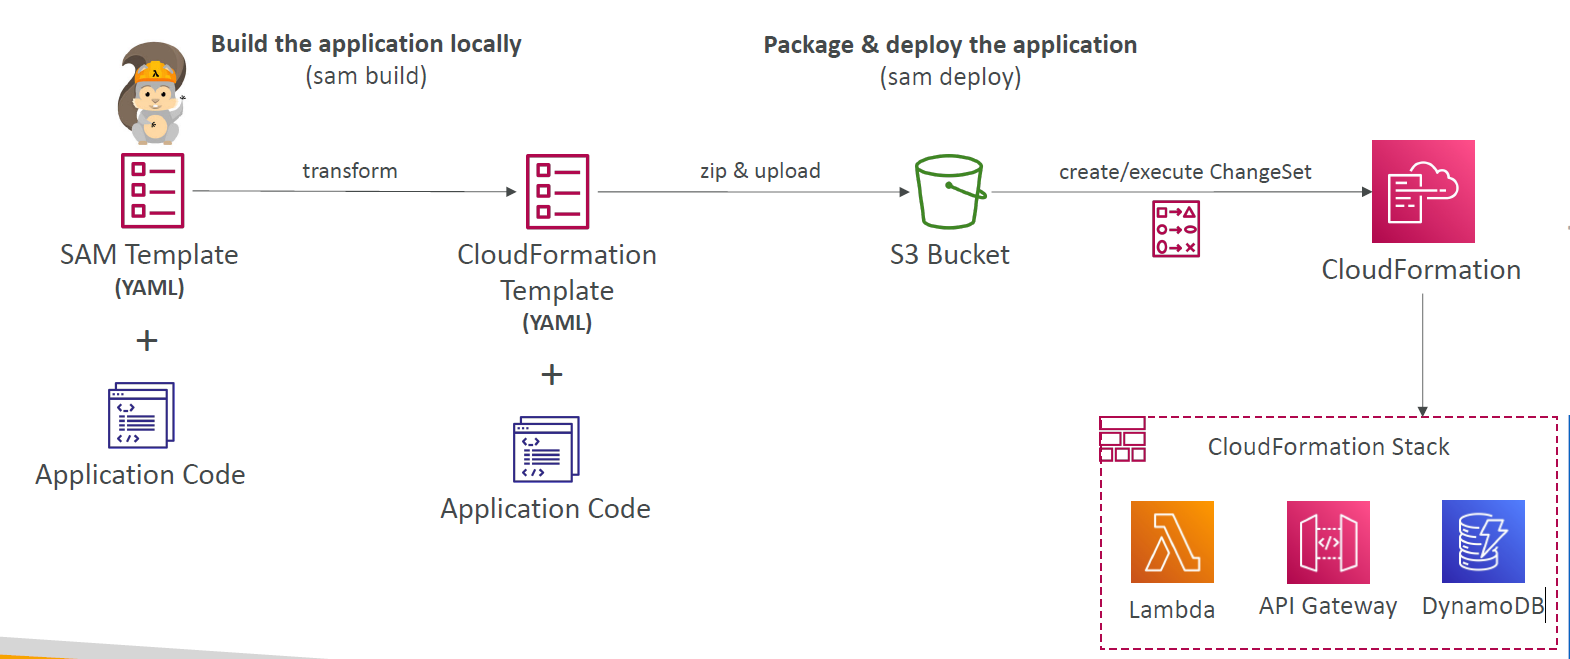 Build the application locally
(sam build)
Package & deploy the application
(sam deploy)
transform
zip & upload
create/execute ChangeSet
SAM Template
(YAML)
+
Application Code
CloudFormation
Template
(YAML)
+
Application Code
S3 Bucket
CloudFormation
CloudFormation Stack
Lambda
API Gateway
DynamoDB